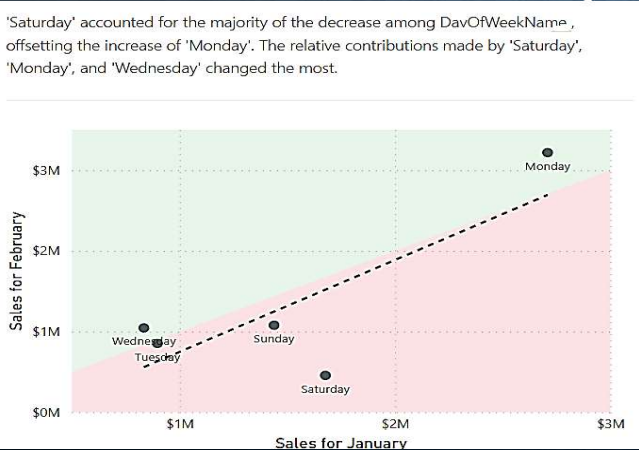 'Saturday' accounted for the majority of the decrease among DayOfWeekName ,
offsetting the increase of 'Monday'. The relative contributions made by 'Saturday',
'Monday', and 'Wednesday' changed the most.
$3M
Monday
$2M
Sales for February
$1M
Wednesday
Sunday
Tuesday
Saturday
$0M
$1M
$2M
$3M
Sales for January